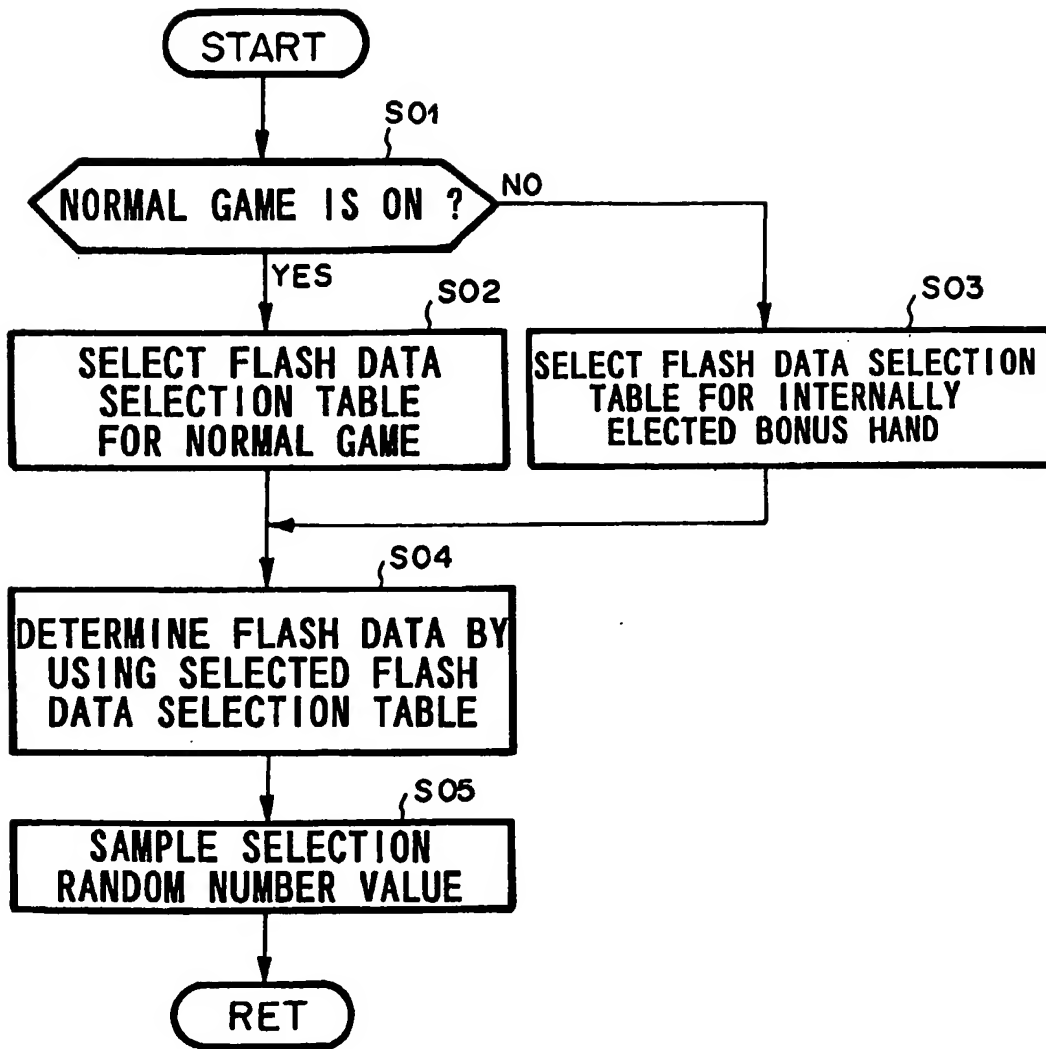 START
S01
NORMAL GAME IS ON ?
NO
YES
S02
SELECT FLASH DATA
SELECTION TABLE
FOR NORMAL GAME
S03
SELECT FLASH DATA SELECTION
TABLE FOR INTERNALLY
ELECTED BONUS HAND
S04
DETERMINE FLASH DATA BY
USING SELECTED FLASH
DATA SELECTION TABLE
S05
SAMPLE SELECTION
RANDOM NUMBER VALUE
RET